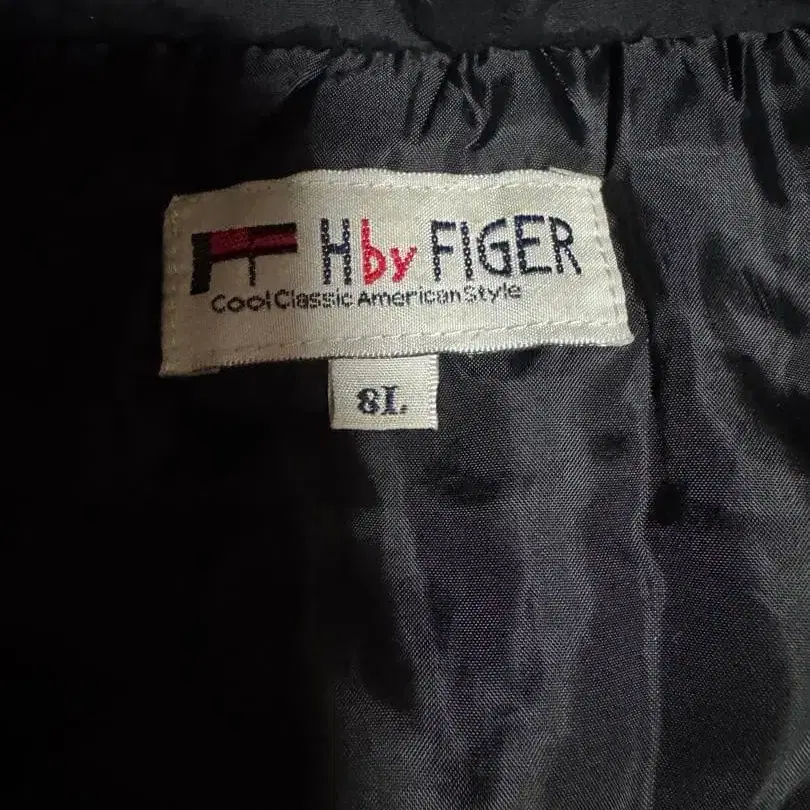 H by FIGER
Cool Classic American Style
8L